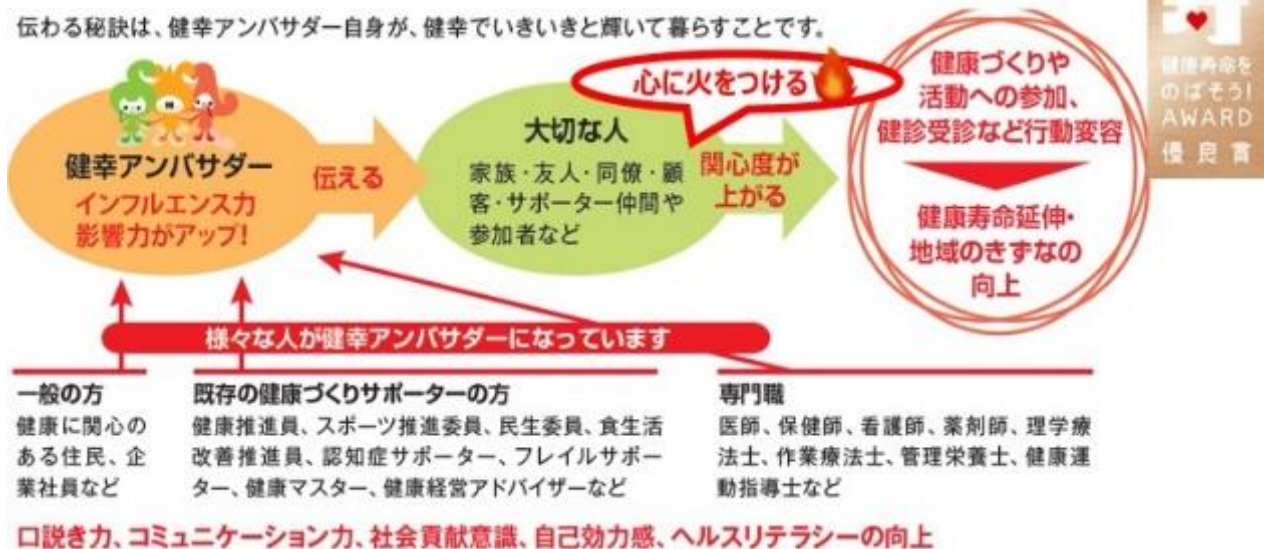 伝わる秘訣は、健幸アンバサダー自身が、健幸でいきいきと輝いて暮らすことです。
健幸アンバサダー
インフルエンス力
影響力がアップ!
伝える
大切な人
家族・友人・同僚・顧
客・サポーター仲間や
参加者など
心に火をつける
関心度が
上がる
健康づくりや
活動への参加、
健診受診など行動変容
健康寿命延伸・
地域のきずなの
向上
健康寿命を
のばそう!
AWARD
優良賞
様々な人が健幸アンバサダーになっています
一般の方
健康に関心の
ある住民、企
業社員など
既存の健康づくりサポーターの方
健康推進員、スポーツ推進委員、民生委員、食生活
改善推進員、認知症サポーター、フレイルサポー
ター、健康マスター、健康経営アドバイザーなど
専門職
医師、保健師、看護師、薬剤師、理学療
法士、作業療法士、管理栄養士、健康運
動指導士など
口説き力、コミュニケーション力、社会貢献意識、自己効力感、ヘルスリテラシーの向上